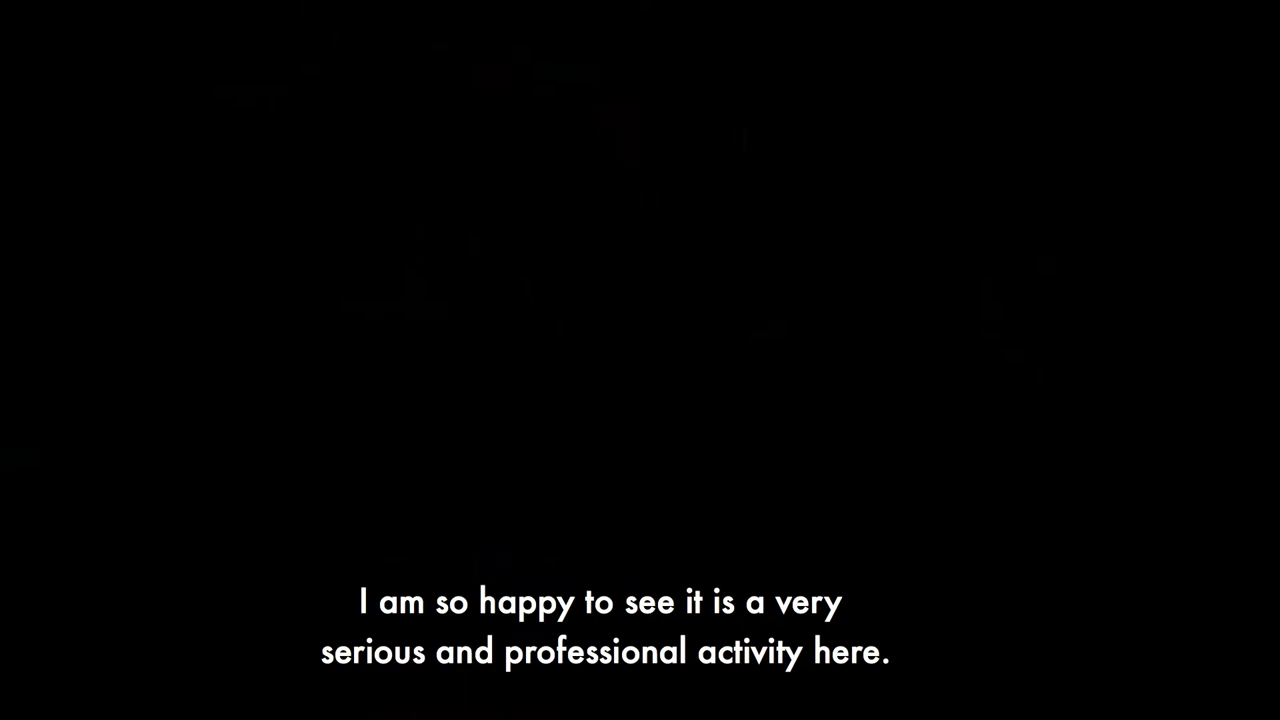 I am so happy to see it is a very
serious and professional activity here.